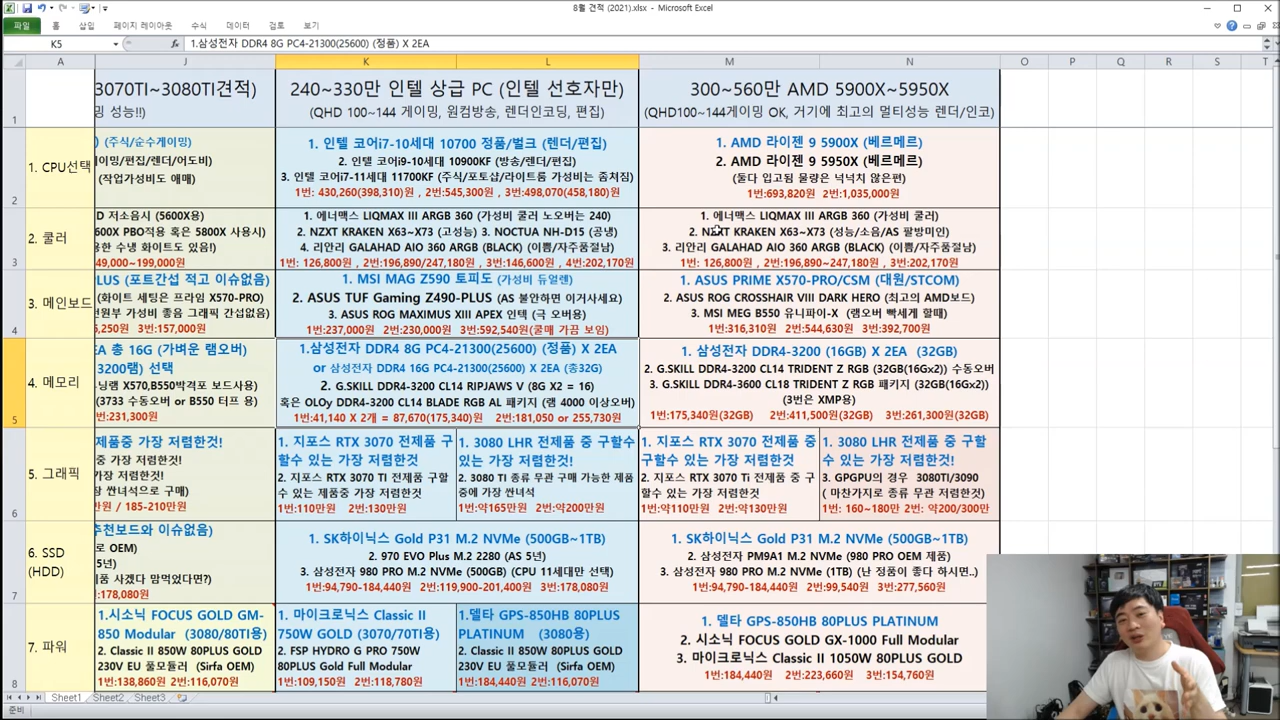 8월 견적 (2021).xlsx - Microsoft Excel
파일 홈 삽입 페이지 레이아웃 수식 데이터 검토 보기
K5 fx 1.삼성전자 DDR4 8G PC4-21300(25600) (정품) X 2EA
A J K L M N O P Q R S T
1
3070TI~3080TI견적)
성능!!)
240~330만 인텔 상급 PC (인텔 선호자만)
(QHD 100~144 게이밍, 원컴방송, 렌더인코딩, 편집)
300~560만 AMD 5900X~5950X
(QHD100~144게이밍 OK, 거기에 최고의 멀티성능 렌더/인코)
2
1. CPU선택
) (주식/순수게이밍)
이밍/편집/렌더/어도비)
(작업가성비도 애매)
1. 인텔 코어i7-10세대 10700 정품/벌크 (렌더/편집)
2. 인텔 코어i9-10세대 10900KF (방송/렌더/편집)
3. 인텔 코어i7-11세대 11700KF (주식/포토샵/라이트룸 가성비는 좁쳐짐)
1번: 430,260(398,310)원 , 2번:545,300원 , 3번:498,070(458,180)원
1. AMD 라이젠 9 5900X (베르메르)
2. AMD 라이젠 9 5950X (베르메르)
(둘다 입고된 물량은 넉넉치 않은편)
1번:693,820원 2번:1,035,000원
3
2. 쿨러
D 저소음시 (5600X용)
600X PBO적용 혹은 5800X 사용시)
한 수냉 화이트도 있음!)
49,000~199,000원
1. 에너맥스 LIQMAX III ARGB 360 (가성비 쿨러 노오버는 240)
2. NZXT KRAKEN X63~X73 (고성능) 3. NOCTUA NH-D15 (공냉)
4. 리안리 GALAHAD AIO 360 ARGB (BLACK) (이쁨/자주품절남)
1번: 126,800원 , 2번:196,890/247,180원 , 3번:146,600원 , 4번:202,170원
1. 에너맥스 LIQMAX III ARGB 360 (가성비 쿨러)
2. NZXT KRAKEN X63~X73 (성능/소음/AS 팔방미인)
3. 리안리 GALAHAD AIO 360 ARGB (BLACK) (이쁨/자주품절남)
1번: 126,800원 , 2번:196,890~247,180원 , 3번:202,170원
4
3. 메인보드
LUS (포트간섭 적고 이슈없음)
(화이트 세팅은 프라임 X570-PRO)
원부 가성비 좋음 그래픽 간섭없음)
,250원 3번:157,000원
1. MSI MAG Z590 토피도 (가성비 듀얼렌)
2. ASUS TUF Gaming Z490-PLUS (AS 불안하면 이거사세요)
3. ASUS ROG MAXIMUS XIII APEX 인텍 (극 오버용)
1번:237,000원 2번:230,000원 3번:592,540원(쿨매 가끔 보임)
1. ASUS PRIME X570-PRO/CSM (대원/STCOM)
2. ASUS ROG CROSSHAIR VIII DARK HERO (최고의 AMD보드)
3. MSI MEG B550 유니파이-X (램오버 빡세게 할때)
1번:316,310원 2번:544,630원 3번:392,700원
5
4. 메모리
EA 총 16G (가벼운 램오버)
3200램) 선택
닝램 X570,B550박격포 보드사용)
(3733 수동오버 or B550 터프 용)
번:231,300원
1.삼성전자 DDR4 8G PC4-21300(25600) (정품) X 2EA
or 삼성전자 DDR4 16G PC4-21300(25600) X 2EA (총32G)
2. G.SKILL DDR4-3200 CL14 RIPJAWS V (8G X2 = 16)
혹은 OLOy DDR4-3200 CL14 BLADE RGB AL 패키지 (램 4000 이상오버)
1번:41,140 X 2개 = 87,670(175,340)원 2번:181,050 or 255,730원
1. 삼성전자 DDR4-3200 (16GB) X 2EA (32GB)
2. G.SKILL DDR4-3200 CL14 TRIDENT Z RGB (32GB(16Gx2)) 수동오버
3. G.SKILL DDR4-3600 CL18 TRIDENT Z RGB 패키지 (32GB(16Gx2))
(3번은 XMP용)
1번:175,340원(32GB) 2번:411,500원(32GB) 3번:261,300원(32GB)
6
5. 그래픽
제품중 가장 저렴한것!
중 가장 저렴한것!
가장 저렴한것!
장 싼녀석으로 구매)
만원 / 185-210만원
1. 지포스 RTX 3070 전제품 구
할수 있는 가장 저렴한것
2. 지포스 RTX 3070 TI 전제품 구할
수 있는 제품중 가장 저렴한것
1번:110만원 2번:130만원
1. 3080 LHR 전제품 중 구할수
있는 가장 저렴한것!
2. 3080 TI 종류 무관 구매 가능한 제품
중에 가장 싼녀석
1번:약165만원 2번:약200만원
1. 지포스 RTX 3070 전제품 중
구할수 있는 가장 저렴한것
2. 지포스 RTX 3070 Ti 전제품 중 구
할수 있는 가장 저렴한것
1번:약110만원 2번:약130만원
1. 3080 LHR 전제품 중 구할
수 있는 가장 저렴한것!
3. GPGPU의 경우 3080TI/3090
( 마찬가지로 종류 무관 저렴한것)
1번: 160~180만 2번: 약200/300만
7
6. SSD
(HDD)
추천보드와 이슈없음)
로 OEM)
5년)
품 사겠다 맘먹었다면?)
:178,080원
1. SK하이닉스 Gold P31 M.2 NVMe (500GB~1TB)
2. 970 EVO Plus M.2 2280 (AS 5년)
3. 삼성전자 980 PRO M.2 NVMe (500GB) (CPU 11세대만 선택)
1번:94,790-184,440원 2번:119,900-201,400원 3번:178,080원
1. SK하이닉스 Gold P31 M.2 NVMe (500GB~1TB)
2. 삼성전자 PM9A1 M.2 NVMe (980 PRO OEM 제품)
3. 삼성전자 980 PRO M.2 NVMe (1TB) (난 정품이 좋다 하시면..)
1번:94,790-184,440원 2번:99,540원 3번:277,560원
8
7. 파워
1.시소닉 FOCUS GOLD GM-
850 Modular (3080/80TI용)
2. Classic II 850W 80PLUS GOLD
230V EU 풀모듈러 (Sirfa OEM)
1번:138,860원 2번:116,070원
1. 마이크로닉스 Classic II
750W GOLD (3070/70TI용)
2. FSP HYDRO G PRO 750W
80PLUS Gold Full Modular
1번:109,150원 2번:118,780원
1.델타 GPS-850HB 80PLUS
PLATINUM (3080용)
2. Classic II 850W 80PLUS GOLD
230V EU 풀모듈러 (Sirfa OEM)
1번:184,440원 2번:116,070원
1. 델타 GPS-850HB 80PLUS PLATINUM
2. 시소닉 FOCUS GOLD GX-1000 Full Modular
3. 마이크로닉스 Classic II 1050W 80PLUS GOLD
1번:184,440원 2번:223,660원 3번:154,760원
Sheet1 Sheet2 Sheet3
준비